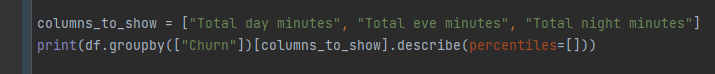 columns_to_show = ["Total day minutes", "Total eve minutes", "Total night minutes"]
print(df.groupby(["Churn"])[columns_to_show].describe(percentiles=[]))